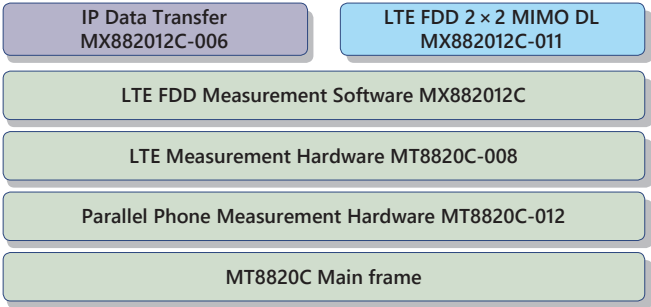 IP Data Transfer
MX882012C-006
LTE FDD 2×2 MIMO DL
MX882012C-011
LTE FDD Measurement Software MX882012C
LTE Measurement Hardware MT8820C-008
Parallel Phone Measurement Hardware MT8820C-012
MT8820C Main frame